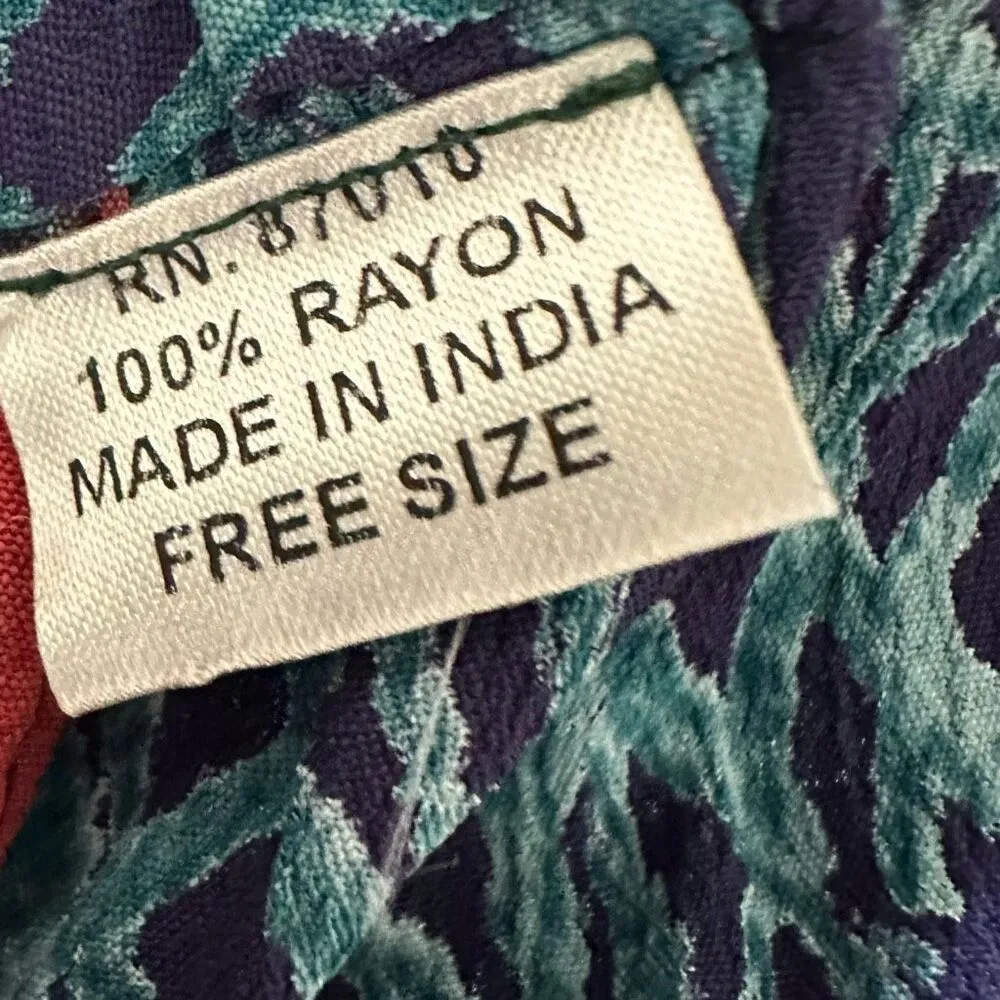 RN. 87010
100% RAYON
MADE IN INDIA
FREE SIZE